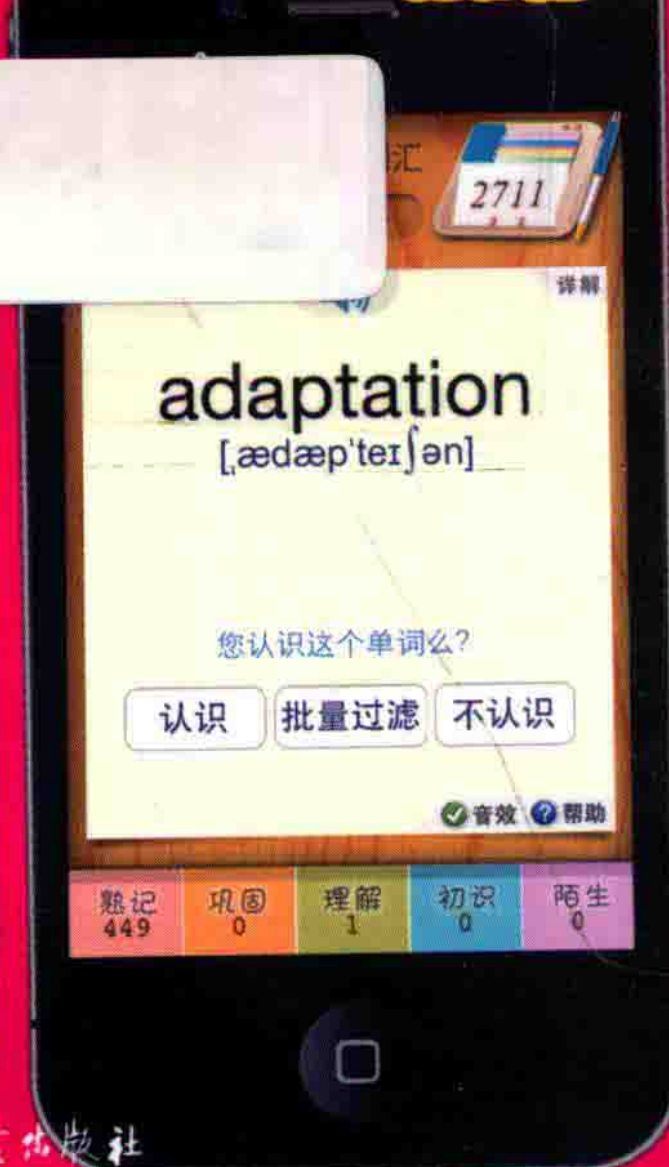 汇
2711
详解
adaptation
[ˌædæp'teɪʃən]
您认识这个单词么?
认识 批量过滤 不认识
音效 帮助
熟记 巩固 理解 初识 陌生
449 0 1 0 0
出版社